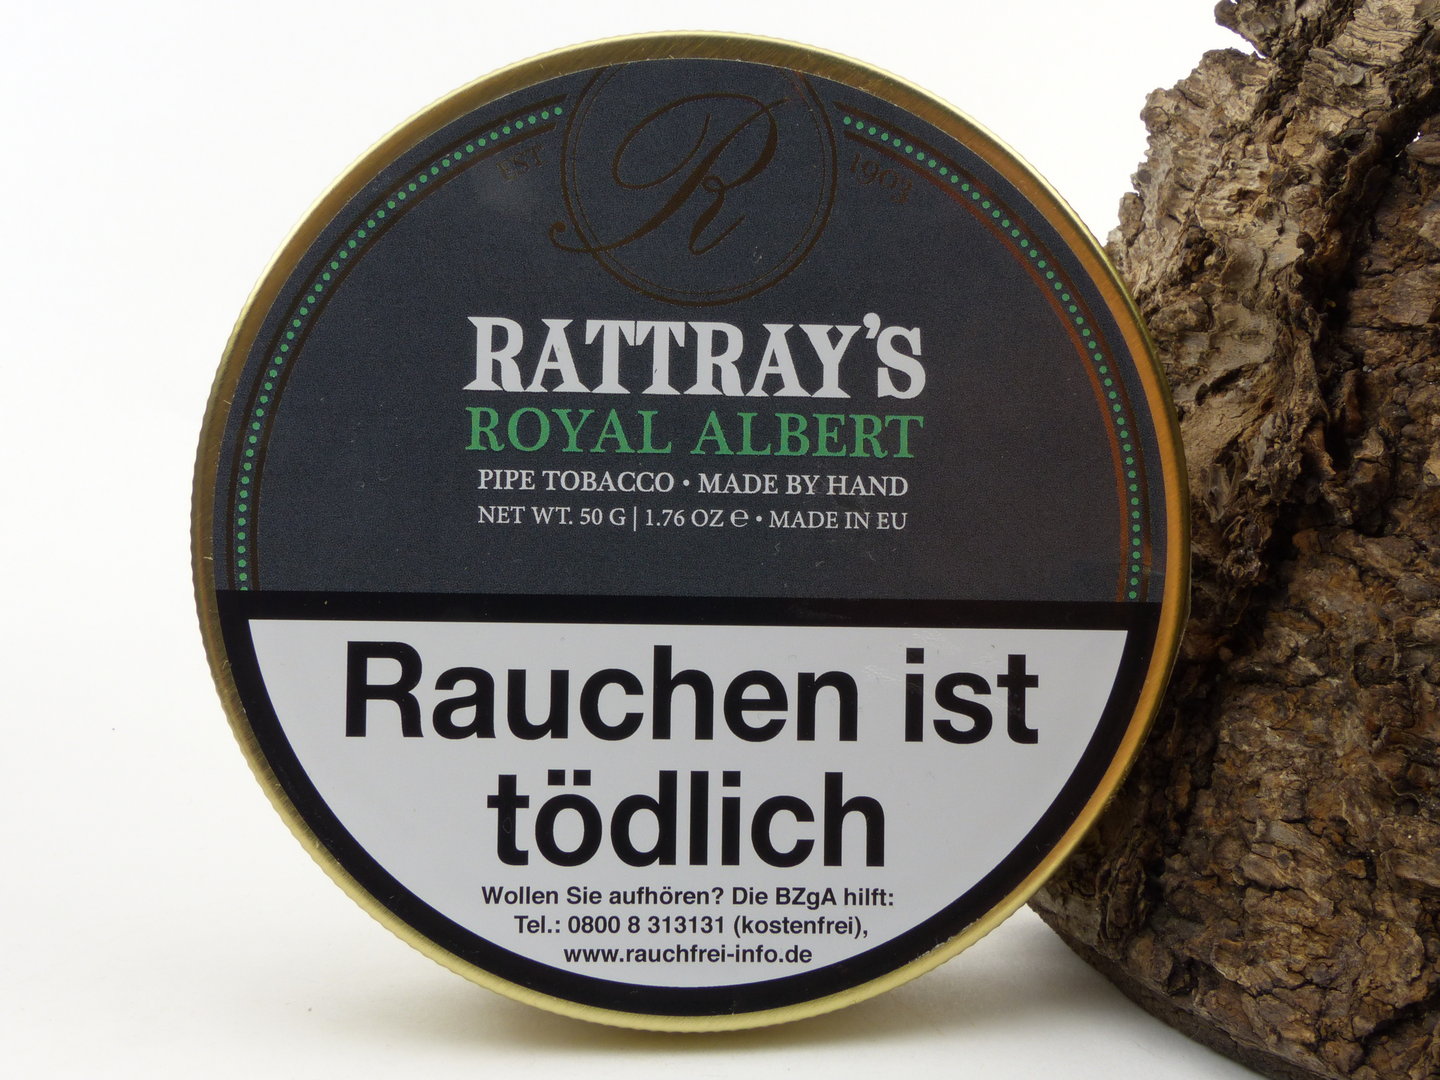 R
EST 1903
RATTRAY'S
ROYAL ALBERT
PIPE TOBACCO • MADE BY HAND
NET WT. 50 G | 1.76 OZ ℮ • MADE IN EU
Rauchen ist
tödlich
Wollen Sie aufhören? Die BZgA hilft:
Tel.: 0800 8 313131 (kostenfrei),
www.rauchfrei-info.de